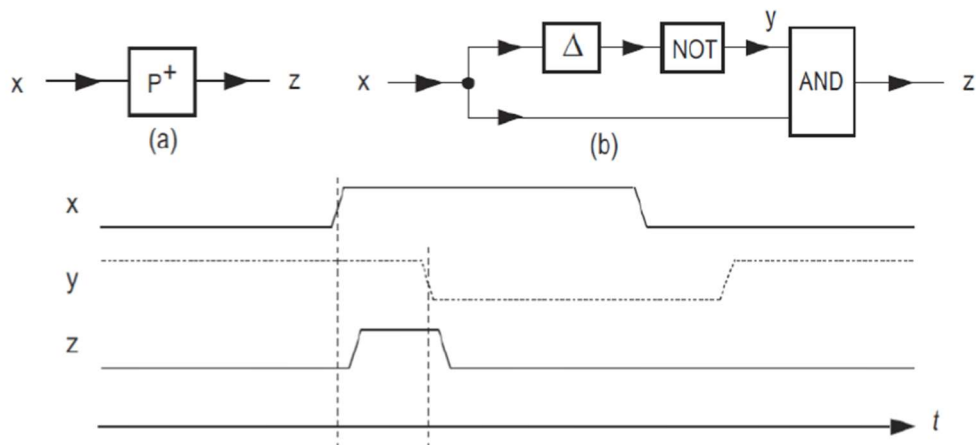 x P+ z
(a)
x Δ NOT y AND z
(b)
x
y
z
t